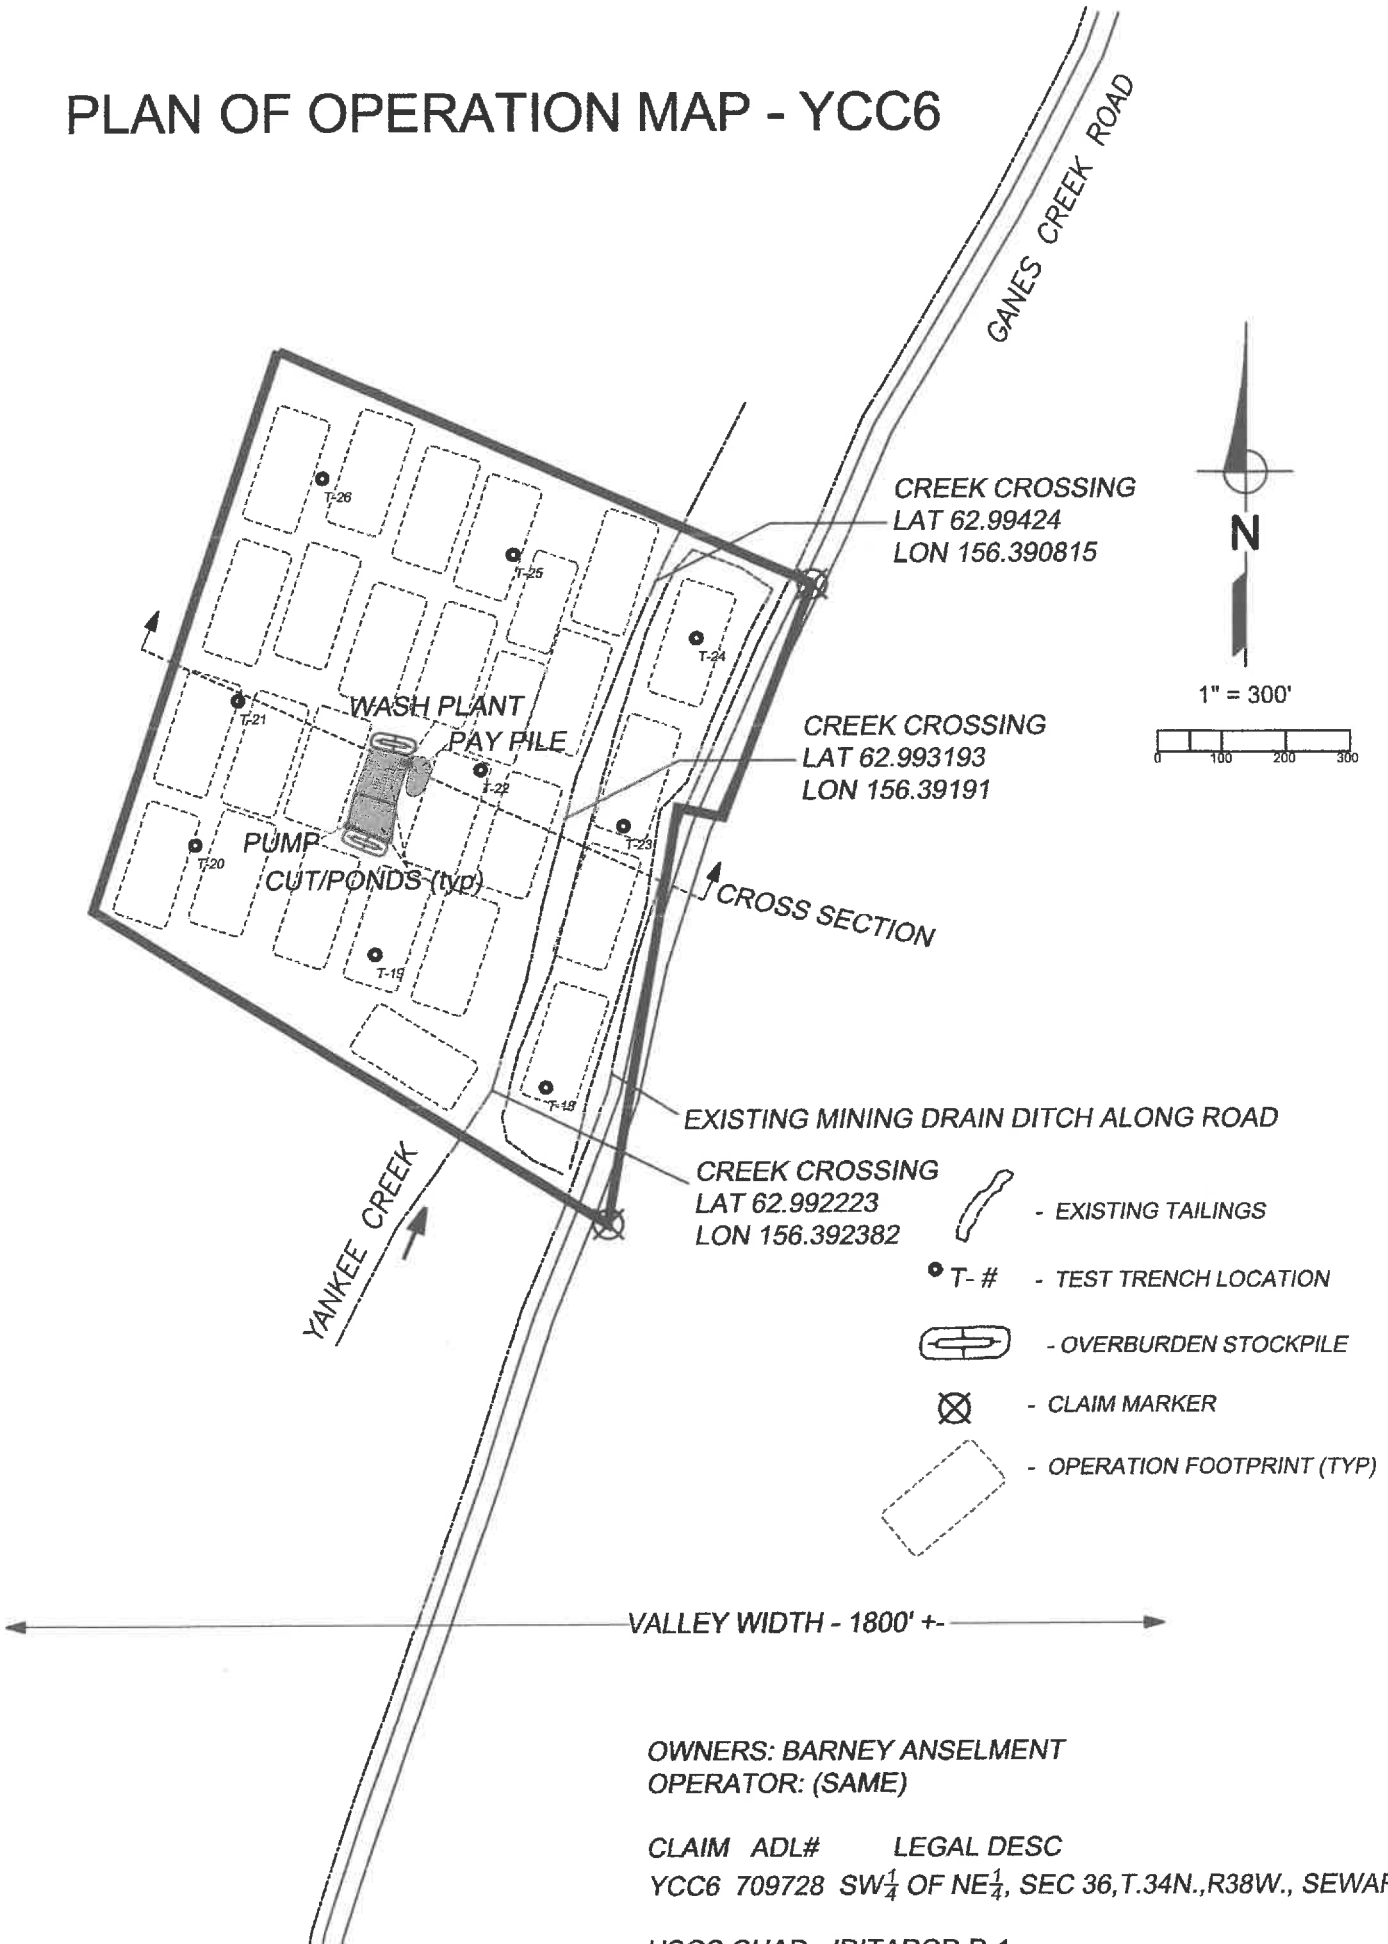 PLAN OF OPERATION MAP - YCC6
GANES CREEK ROAD
CREEK CROSSING
LAT 62.99424
LON 156.390815
N
1" = 300'
0 100 200 300
T-26
T-25
T-24
T-21
WASH PLANT
PAY PILE
T-22
CREEK CROSSING
LAT 62.993193
LON 156.39191
T-23
PUMP
T-20
CUT/PONDS (typ)
CROSS SECTION
T-19
T-18
EXISTING MINING DRAIN DITCH ALONG ROAD
CREEK CROSSING
LAT 62.992223
LON 156.392382
YANKEE CREEK
- EXISTING TAILINGS
T- # - TEST TRENCH LOCATION
- OVERBURDEN STOCKPILE
- CLAIM MARKER
- OPERATION FOOTPRINT (TYP)
VALLEY WIDTH - 1800' +-
OWNERS: BARNEY ANSELMENT
OPERATOR: (SAME)
CLAIM ADL# LEGAL DESC
YCC6 709728 SW1/4 OF NE1/4, SEC 36,T.34N.,R38W.,